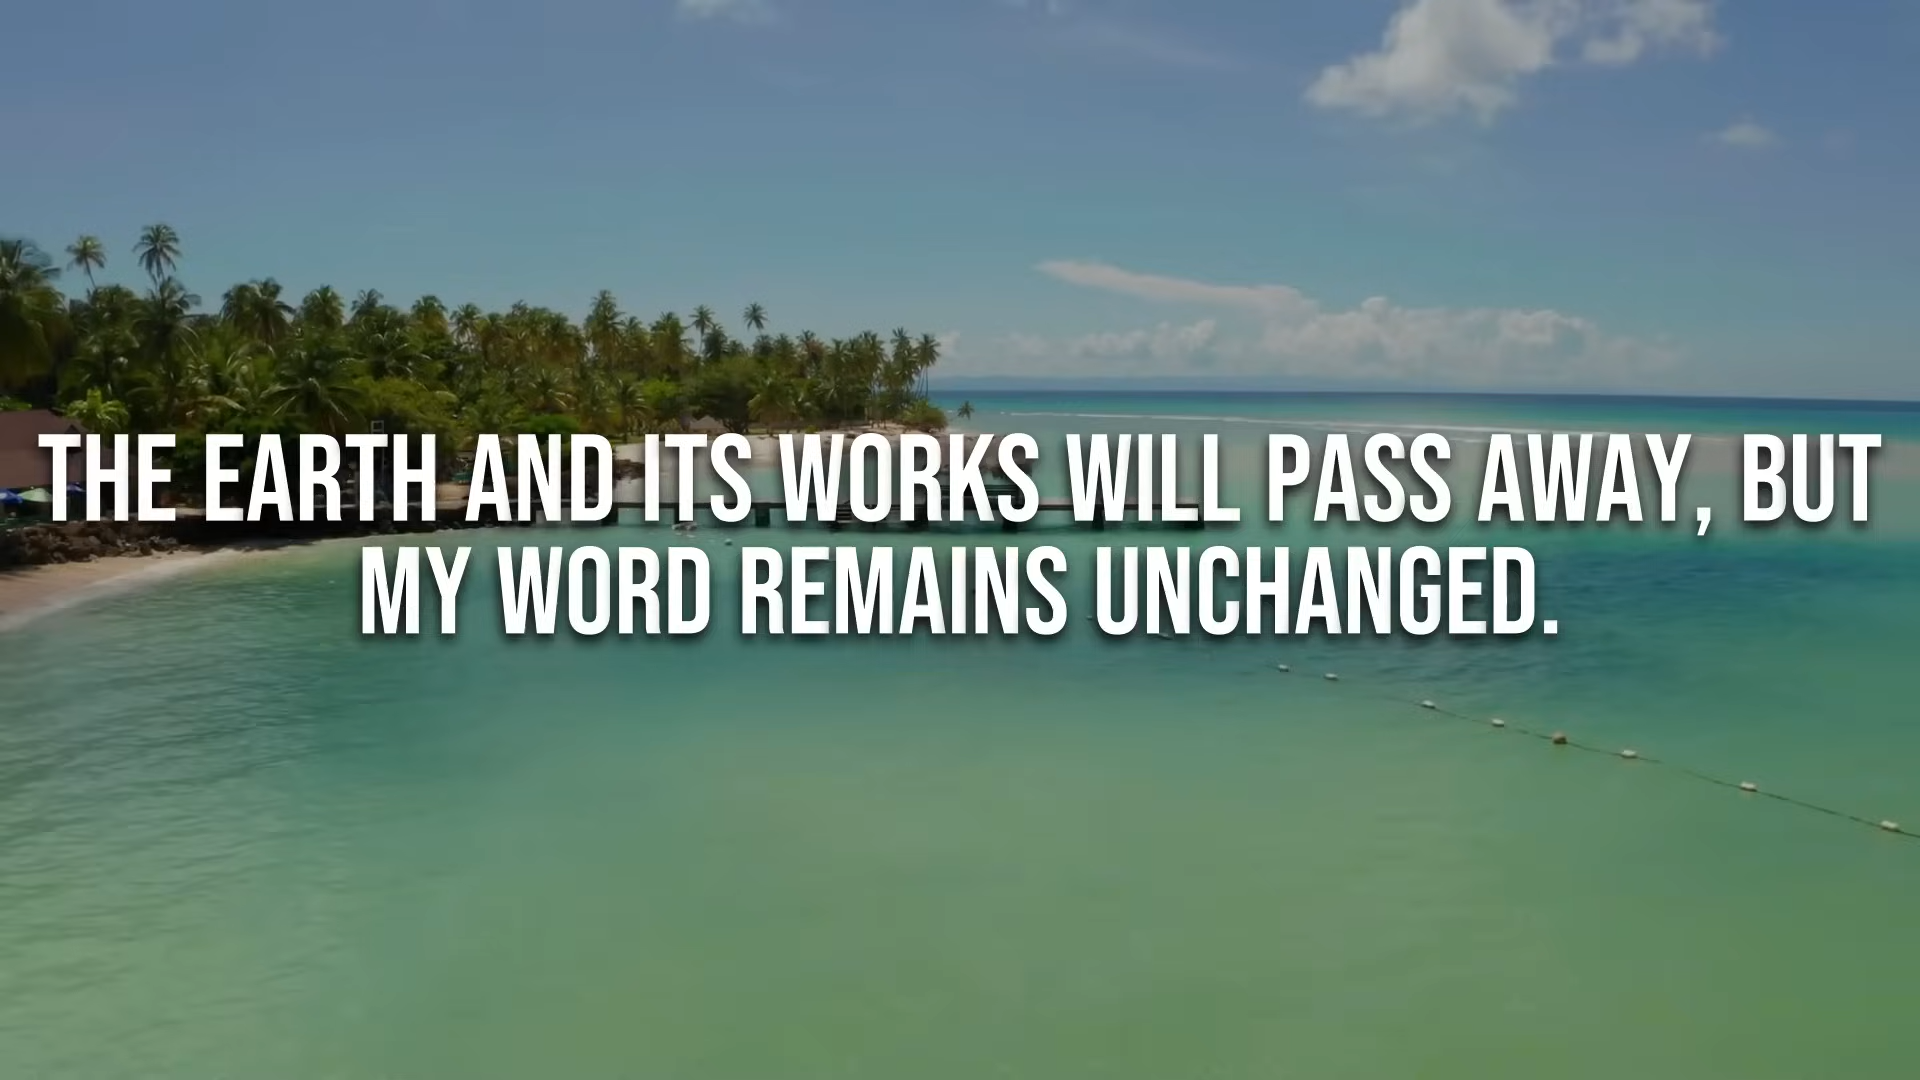 THE EARTH AND ITS WORKS WILL PASS AWAY, BUT
MY WORD REMAINS UNCHANGED.